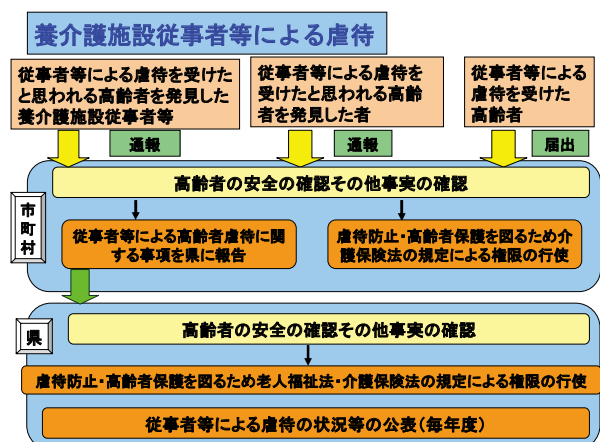 養介護施設従事者等による虐待
従事者等による虐待を受けた
と思われる高齢者を発見した
養介護施設従事者等
従事者等による虐待を
受けたと思われる高齢
者を発見した者
従事者等による
虐待を受けた
高齢者
通報
通報
届出
市町村
高齢者の安全の確認その他事実の確認
従事者等による高齢者虐待に関
する事項を県に報告
虐待防止・高齢者保護を図るため介
護保険法の規定による権限の行使
県
高齢者の安全の確認その他事実の確認
虐待防止・高齢者保護を図るため老人福祉法・介護保険法の規定による権限の行使
従事者等による虐待の状況等の公表(毎年度)